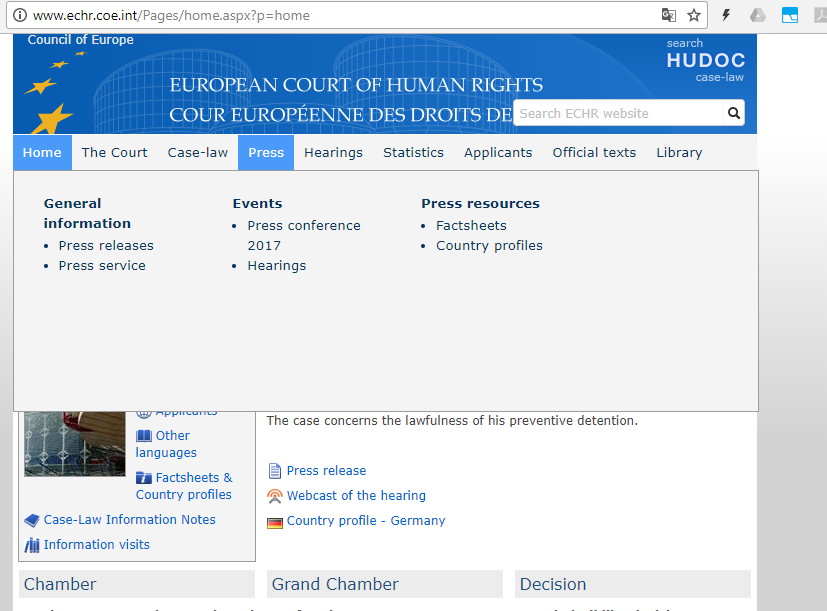 www.echr.coe.int/Pages/home.aspx?p=home
Council of Europe
search
HUDOC
case-law
EUROPEAN COURT OF HUMAN RIGHTS
COUR EUROPÉENNE DES DROITS DE
Search ECHR website
Home The Court Case-law Press Hearings Statistics Applicants Official texts Library
General
information
• Press releases
• Press service
Events
• Press conference
2017
• Hearings
Press resources
• Factsheets
• Country profiles
Applicants
Other
languages
Factsheets &
Country profiles
Case-Law Information Notes
Information visits
The case concerns the lawfulness of his preventive detention.
Press release
Webcast of the hearing
Country profile - Germany
Chamber
Grand Chamber
Decision